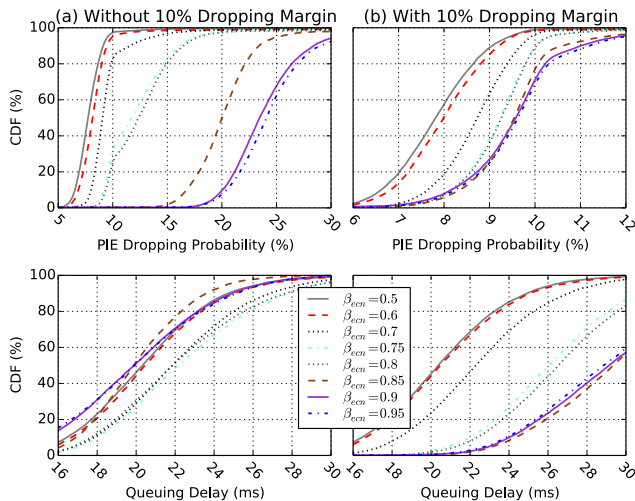 (a) Without 10% Dropping Margin
(b) With 10% Dropping Margin
CDF (%)
100
80
60
40
20
0
5
10
15
20
25
30
PIE Dropping Probability (%)
6
7
8
9
10
11
12
PIE Dropping Probability (%)
CDF (%)
100
80
60
40
20
0
16
18
20
22
24
26
28
30
Queuing Delay (ms)
βecn=0.5
βecn=0.6
βecn=0.7
βecn=0.75
βecn=0.8
βecn=0.85
βecn=0.9
βecn=0.95
16
18
20
22
24
26
28
30
Queuing Delay (ms)